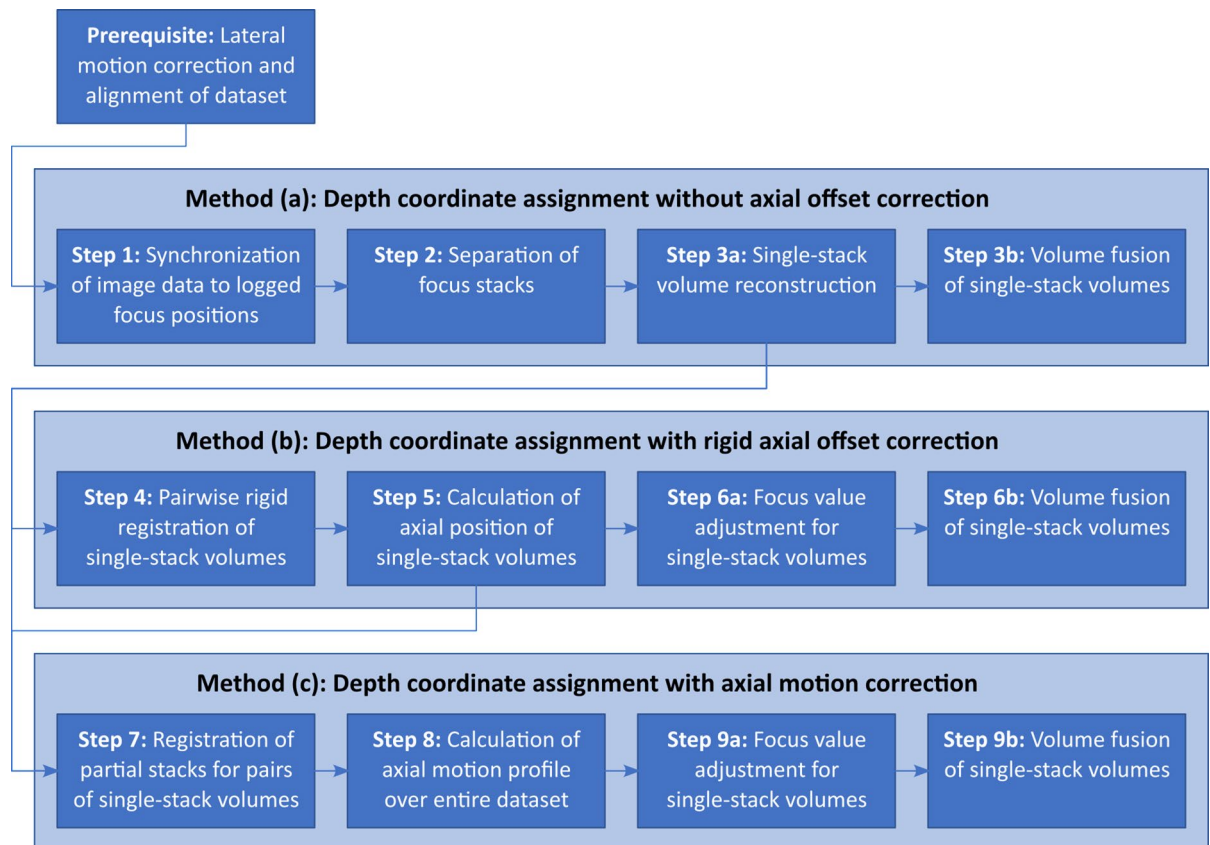 Prerequisite: Lateral
motion correction and
alignment of dataset
Method (a): Depth coordinate assignment without axial offset correction
Step 1: Synchronization
of image data to logged
focus positions
Step 2: Separation of
focus stacks
Step 3a: Single-stack
volume reconstruction
Step 3b: Volume fusion
of single-stack volumes
Method (b): Depth coordinate assignment with rigid axial offset correction
Step 4: Pairwise rigid
registration of
single-stack volumes
Step 5: Calculation of
axial position of
single-stack volumes
Step 6a: Focus value
adjustment for
single-stack volumes
Step 6b: Volume fusion
of single-stack volumes
Method (c): Depth coordinate assignment with axial motion correction
Step 7: Registration of
partial stacks for pairs
of single-stack volumes
Step 8: Calculation of
axial motion profile
over entire dataset
Step 9a: Focus value
adjustment for
single-stack volumes
Step 9b: Volume fusion
of single-stack volumes